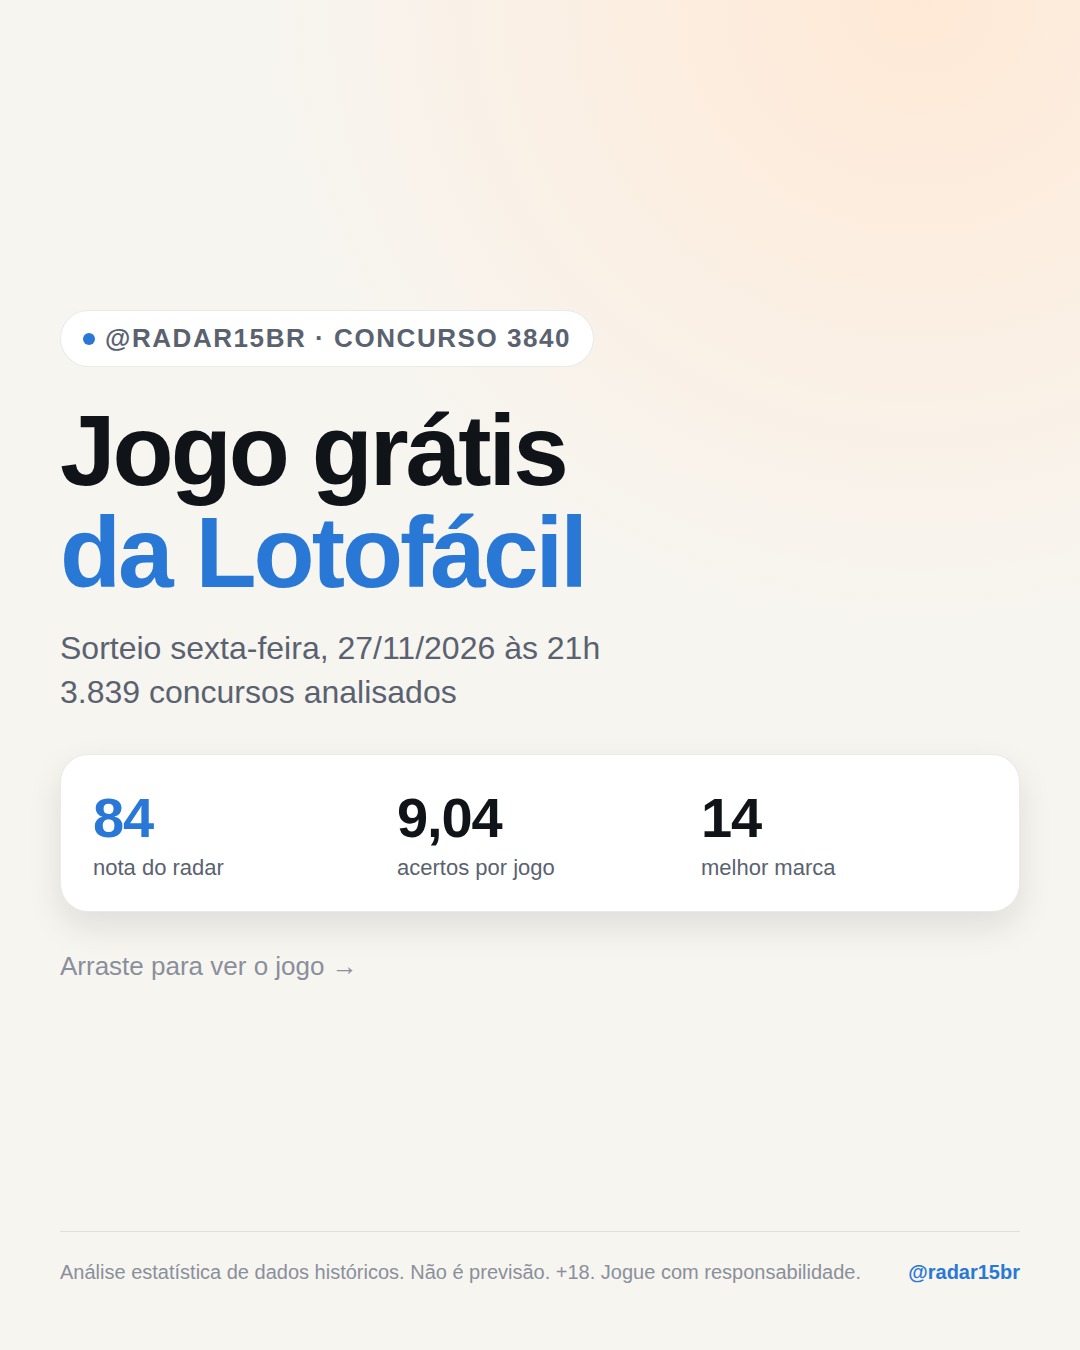 @RADAR15BR · CONCURSO 3840
Jogo grátis
da Lotofácil
Sorteio sexta-feira, 27/11/2026 às 21h
3.839 concursos analisados
84
nota do radar
9,04
acertos por jogo
14
melhor marca
Arraste para ver o jogo →
Análise estatística de dados históricos. Não é previsão. +18. Jogue com responsabilidade.
@radar15br